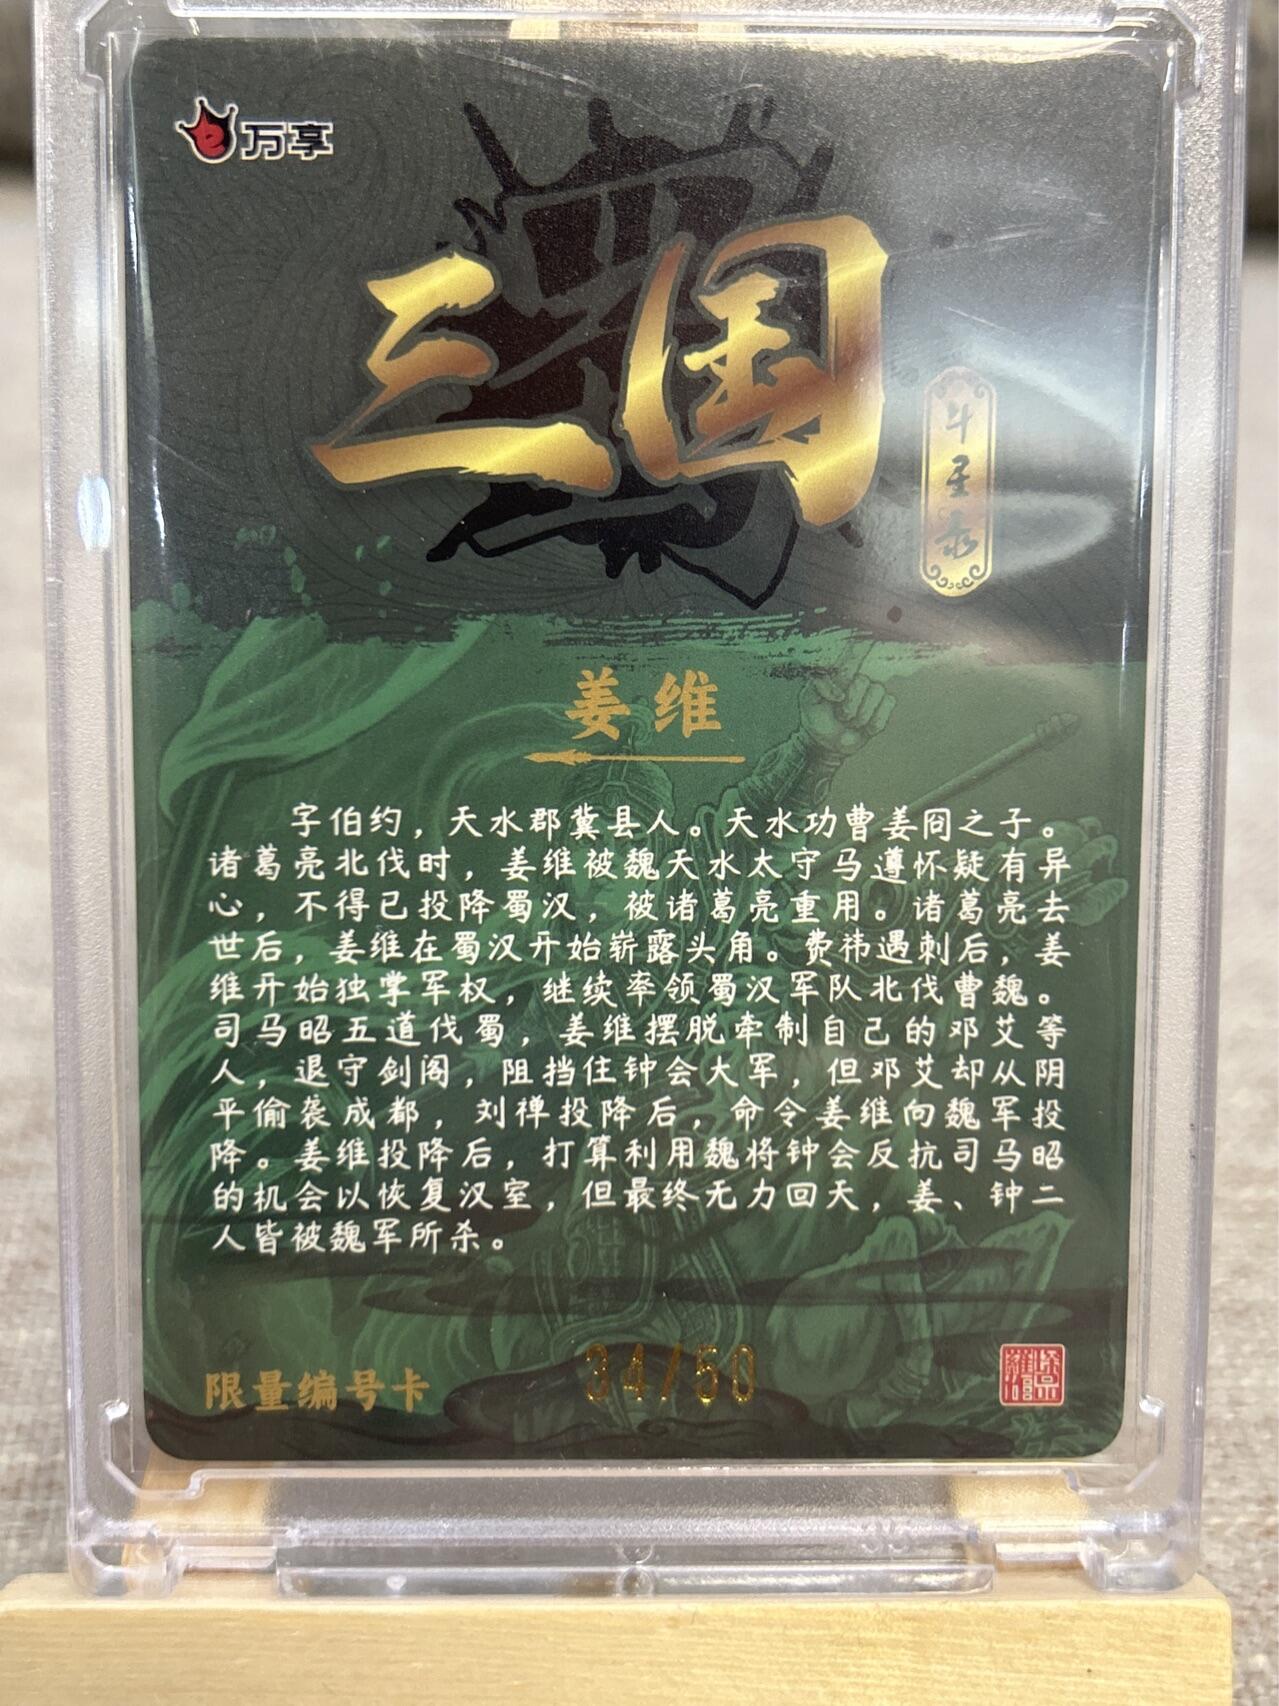 万享
三国
斗星录
姜维
字伯约，天水郡冀县人。天水功曹姜冏之子。
诸葛亮北伐时，姜维被魏天水太守马遵怀疑有异
心，不得已投降蜀汉，被诸葛亮重用。诸葛亮去
世后，姜维在蜀汉开始崭露头角。费祎遇刺后，姜
维开始独掌军权，继续率领蜀汉军队北伐曹魏。
司马昭五道伐蜀，姜维摆脱牵制自己的邓艾等
人，退守剑阁，阻挡住钟会大军，但邓艾却从阴
平偷袭成都，刘禅投降后，命令姜维向魏军投
降。姜维投降后，打算利用魏将钟会反抗司马昭
的机会以恢复汉室，但最终无力回天，姜、钟二
人皆被魏军所杀。
限量编号卡
34/50